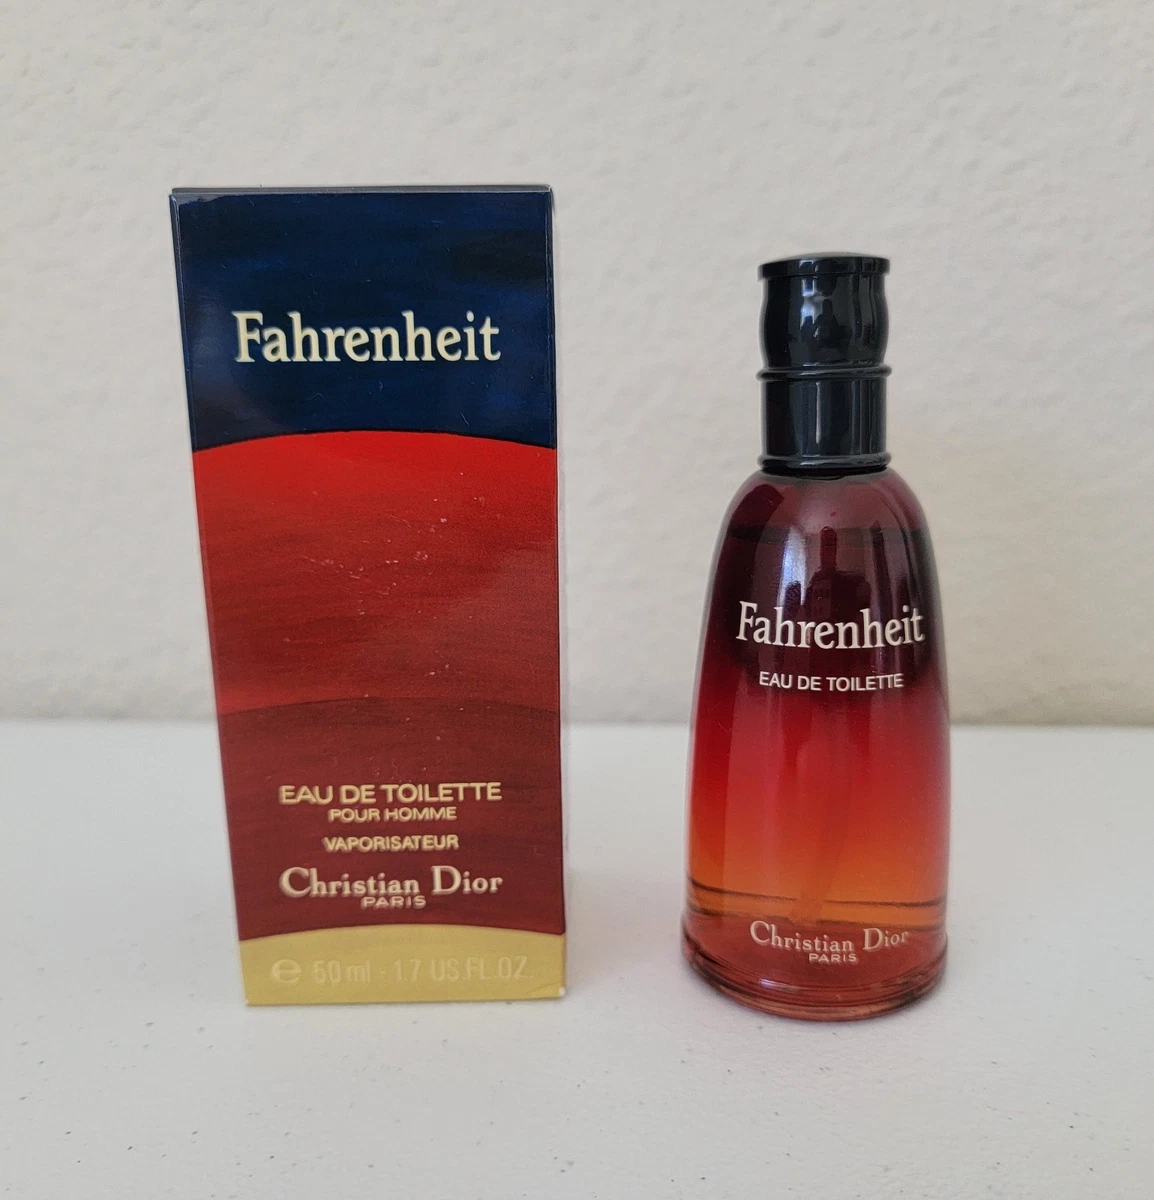 Fahrenheit
EAU DE TOILETTE
POUR HOMME
VAPORISATEUR
Christian Dior
PARIS
e 50 ml - 1.7 US.FL.OZ.
Fahrenheit
EAU DE TOILETTE
Christian Dior
PARIS